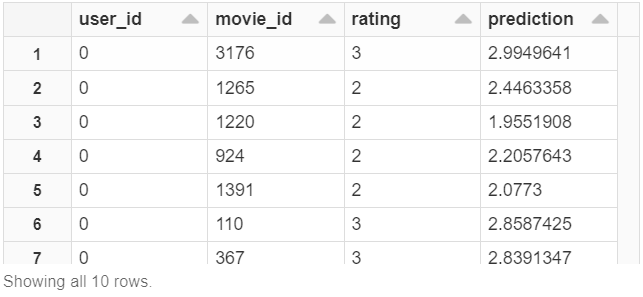 user_id movie_id rating prediction
1 0 3176 3 2.9949641
2 0 1265 2 2.4463358
3 0 1220 2 1.9551908
4 0 924 2 2.2057643
5 0 1391 2 2.0773
6 0 110 3 2.8587425
7 0 367 3 2.8391347
Showing all 10 rows.